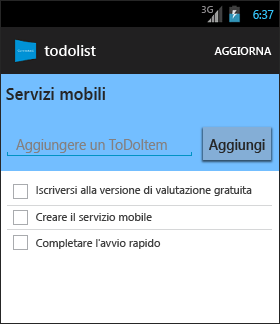 3G 6:37
todolist AGGIORNA
Servizi mobili
Aggiungere un ToDoItem Aggiungi
Iscriversi alla versione di valutazione gratuita
Creare il servizio mobile
Completare l'avvio rapido